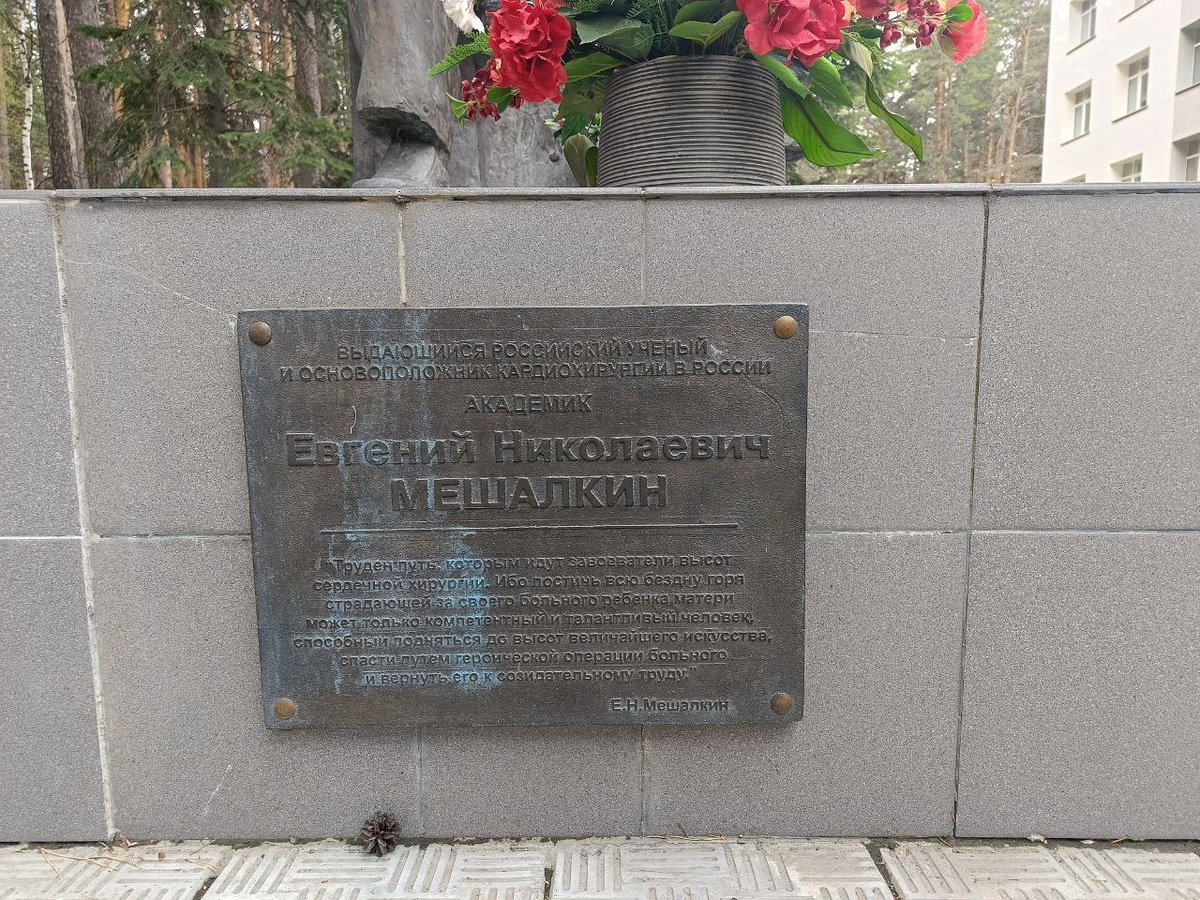 ВЫДАЮЩИЙСЯ РОССИЙСКИЙ УЧЕНЫЙ
И ОСНОВОПОЛОЖНИК КАРДИОХИРУРГИИ В РОССИИ
АКАДЕМИК
Евгений Николаевич
МЕШАЛКИН
"Труден путь, которым идут завоеватели высот
сердечной хирургии. Ибо постичь всю бездну горя
страдающей за своего больного ребенка матери
может только компетентный и талантливый человек,
способный подняться до высот величайшего искусства,
спасти путем героической операции больного
и вернуть его к созидательному труду."
Е.Н.Мешалкин